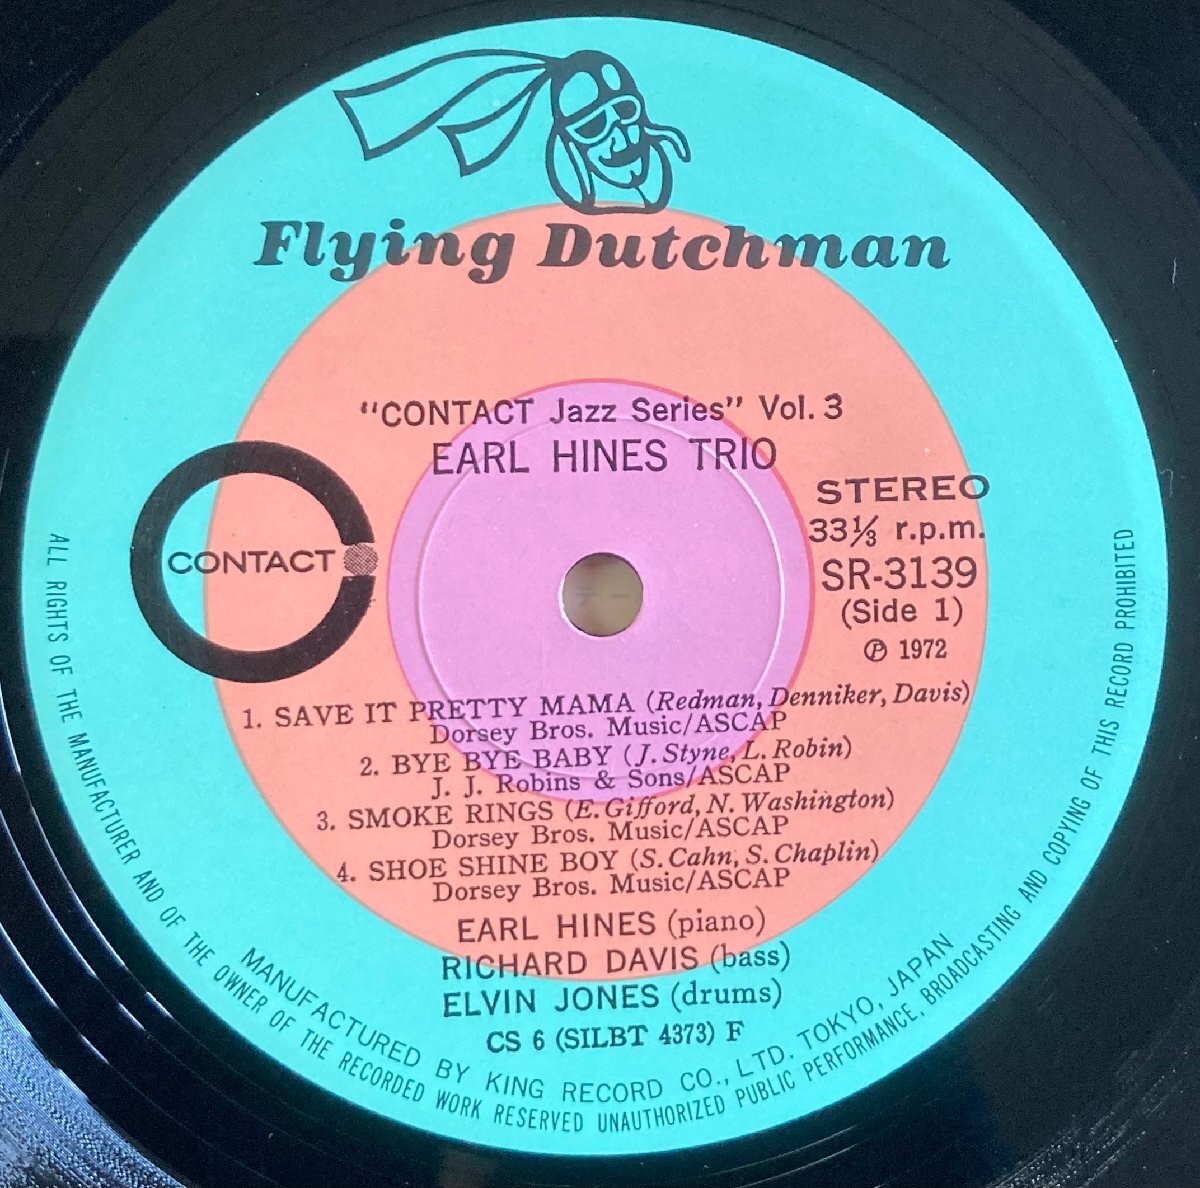 Flying Dutchman
"CONTACT Jazz Series" Vol. 3
EARL HINES TRIO
CONTACT
STEREO
33⅓ r.p.m.
SR-3139
(Side 1)
℗ 1972
1. SAVE IT PRETTY MAMA (Redman, Denniker, Davis)
Dorsey Bros. Music/ASCAP
2. BYE BYE BABY (J. Styne, L. Robin)
J. J. Robins & Sons/ASCAP
3. SMOKE RINGS (E. Gifford, N. Washington)
Dorsey Bros. Music/ASCAP
4. SHOE SHINE BOY (S. Cahn, S. Chaplin)
Dorsey Bros. Music/ASCAP
EARL HINES (piano)
RICHARD DAVIS (bass)
ELVIN JONES (drums)
CS 6 (SILBT 4373) F
MANUFACTURED BY KING RECORD CO., LTD. TOKYO, JAPAN
ALL RIGHTS OF THE MANUFACTURER AND OF THE OWNER OF THE RECORDED WORK RESERVED UNAUTHORIZED PUBLIC PERFORMANCE, BROADCASTING AND COPYING OF THIS RECORD PROHIBITED